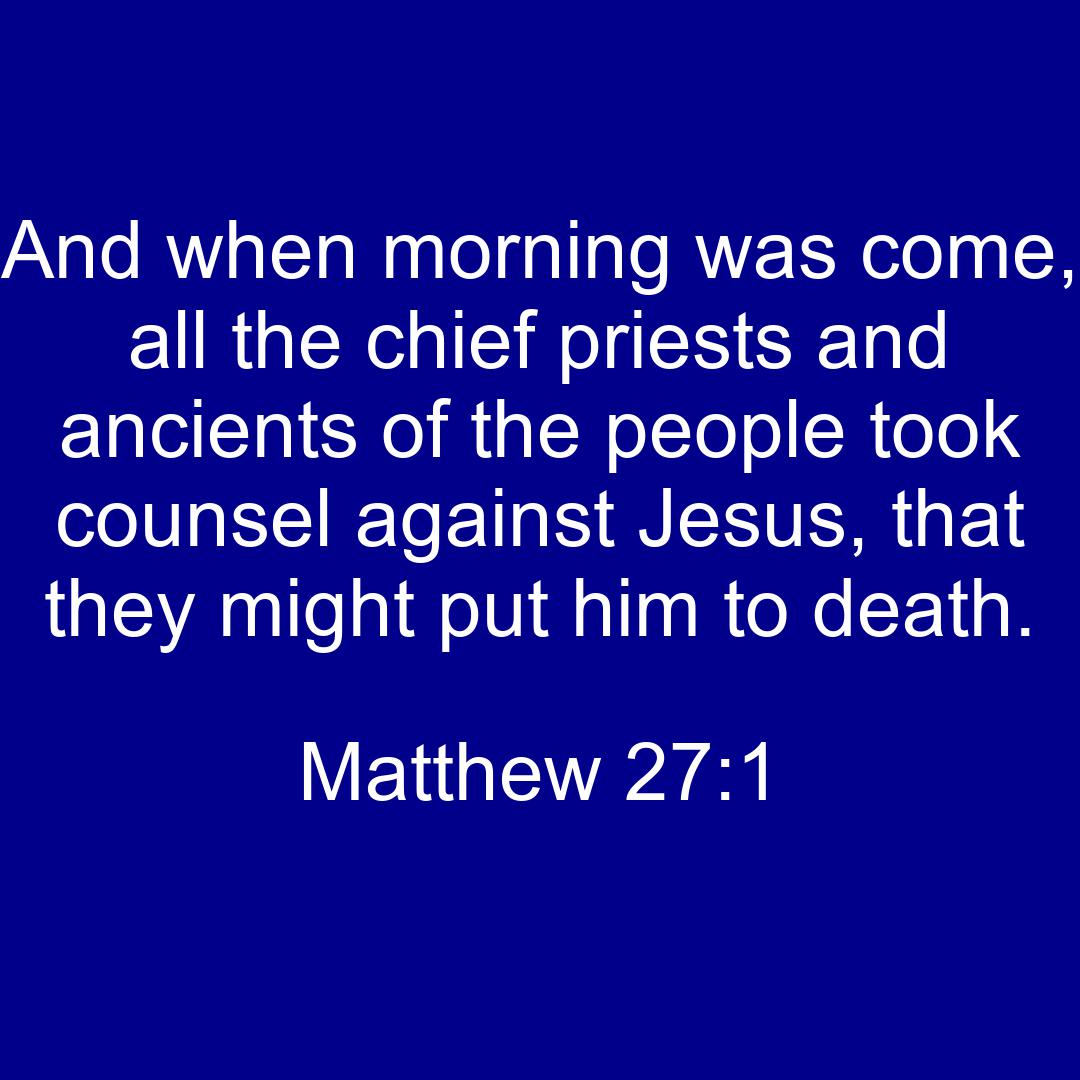 And when morning was come,
all the chief priests and
ancients of the people took
counsel against Jesus, that
they might put him to death.
Matthew 27:1